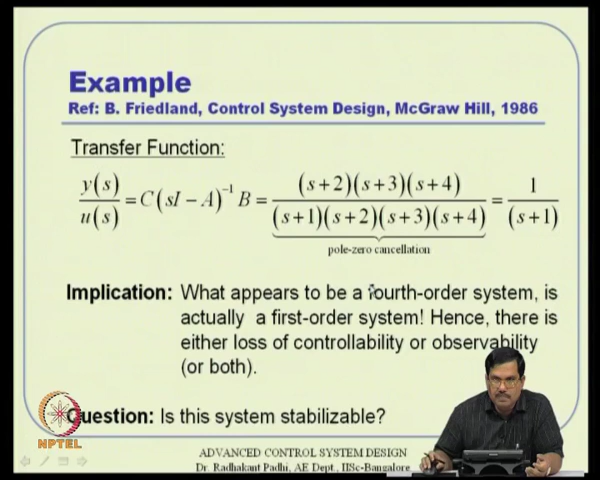 Example
Ref: B. Friedland, Control System Design, McGraw Hill, 1986
Transfer Function:
y(s)/u(s) = C(sI − A)⁻¹ B = (s+2)(s+3)(s+4)/(s+1)(s+2)(s+3)(s+4) = 1/(s+1)
pole-zero cancellation
Implication: What appears to be a fourth-order system, is
actually a first-order system! Hence, there is
either loss of controllability or observability
(or both).
Question: Is this system stabilizable?
NPTEL
ADVANCED CONTROL SYSTEM DESIGN
Dr. Radhakant Padhi, AE Dept., IISc-Bangalore